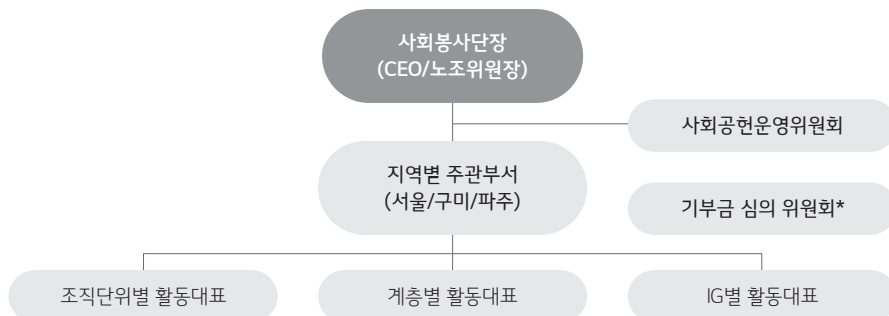 사회봉사단장
(CEO/노조위원장)
사회공헌운영위원회
지역별 주관부서
(서울/구미/파주)
기부금 심의 위원회*
조직단위별 활동대표
계층별 활동대표
IG별 활동대표